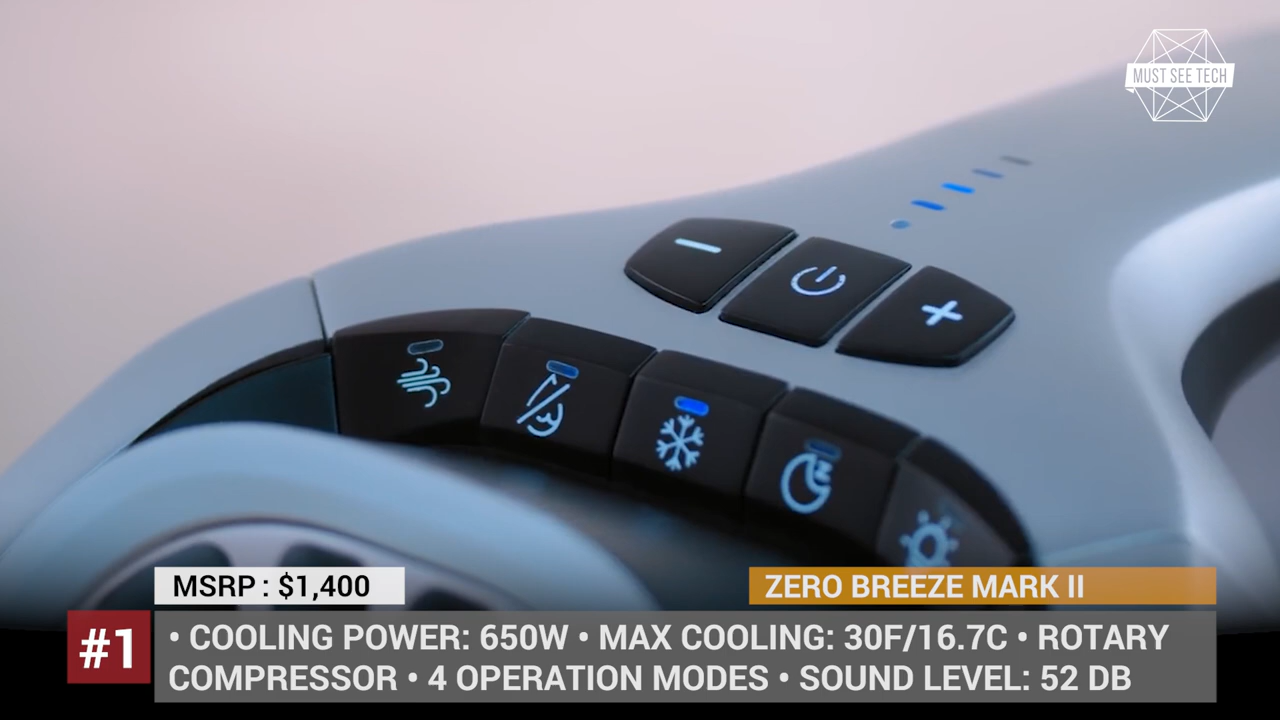 MUST SEE TECH
MSRP : $1,400
ZERO BREEZE MARK II
#1
• COOLING POWER: 650W • MAX COOLING: 30F/16.7C • ROTARY
COMPRESSOR • 4 OPERATION MODES • SOUND LEVEL: 52 DB